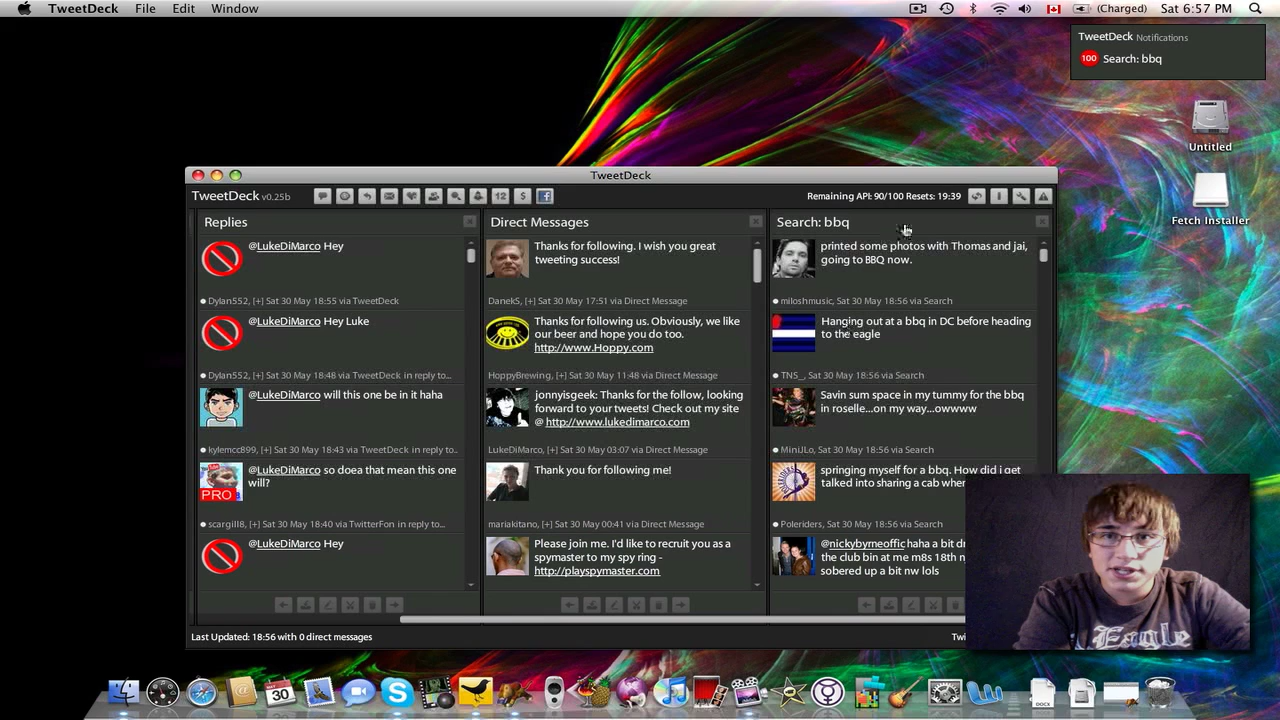 TweetDeck File Edit Window
(Charged) Sat 6:57 PM
TweetDeck Notifications
100 Search: bbq
Untitled
Fetch Installer
TweetDeck
TweetDeck v0.25b
12 $ f
Remaining API: 90/100 Resets: 19:39
Replies
@LukeDiMarco Hey
Dylan552, [+] Sat 30 May 18:55 via TweetDeck
@LukeDiMarco Hey Luke
Dylan552, [+] Sat 30 May 18:48 via TweetDeck in reply to...
@LukeDiMarco will this one be in it haha
kylemcc899, [+] Sat 30 May 18:43 via TweetDeck in reply to..
@LukeDiMarco so doea that mean this one
will?
PRO
scargill8, [+] Sat 30 May 18:40 via TwitterFon in reply to...
@LukeDiMarco Hey
Direct Messages
Thanks for following. I wish you great
tweeting success!
DanekS, [+] Sat 30 May 17:51 via Direct Message
Thanks for following us. Obviously, we like
our beer and hope you do too.
http://www.Hoppy.com
HoppyBrewing, [+] Sat 30 May 11:48 via Direct Message
jonnyisgeek: Thanks for the follow, looking
forward to your tweets! Check out my site
@ http://www.lukedimarco.com
LukeDiMarco, [+] Sat 30 May 03:07 via Direct Message
Thank you for following me!
mariakitano, [+] Sat 30 May 00:41 via Direct Message
Please join me. I'd like to recruit you as a
spymaster to my spy ring -
http://playspymaster.com
Search: bbq
printed some photos with Thomas and jai,
going to BBQ now.
miloshmusic, Sat 30 May 18:56 via Search
Hanging out at a bbq in DC before heading
to the eagle
TNS_, Sat 30 May 18:56 via Search
Savin sum space in my tummy for the bbq
in roselle...on my way...owwww
MiniJLo, Sat 30 May 18:56 via Search
springing myself for a bbq. How did i get
talked into sharing a cab
Poleriders, Sat 30 May 18:56 via Search
@nickybyrneoffic haha a bit
the club bin at me m8s 18th
sobered up a bit nw lols
Last Updated: 18:56 with 0 direct messages
Eagle
30
DOCX